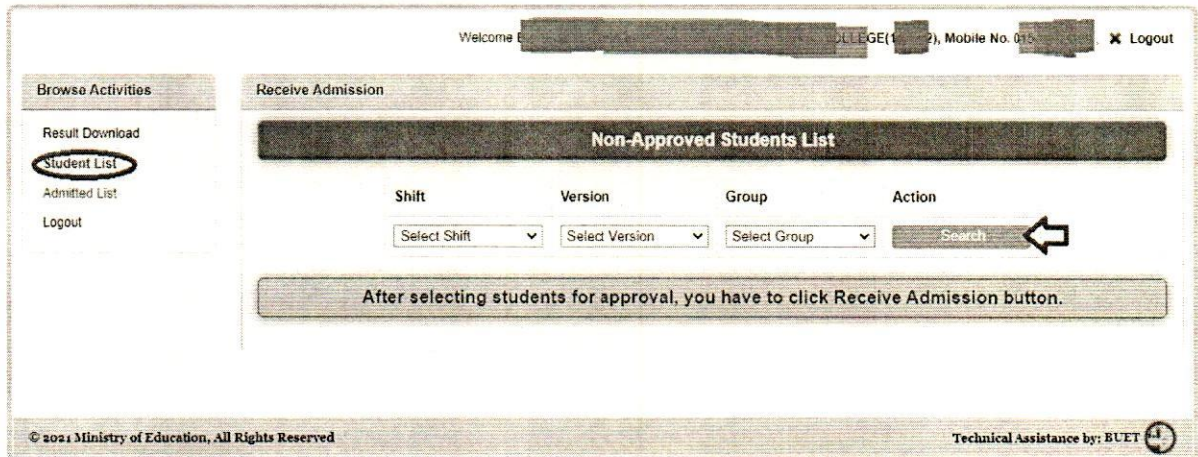 Welcome COLLEGE(1 2), Mobile No. 015 ✖ Logout
Browse Activities
Receive Admission
Result Download
Student List
Admitted List
Logout
Non-Approved Students List
Shift Version Group Action
Select Shift Select Version Select Group Search
After selecting students for approval, you have to click Receive Admission button.
© 2021 Ministry of Education, All Rights Reserved
Technical Assistance by: BUET